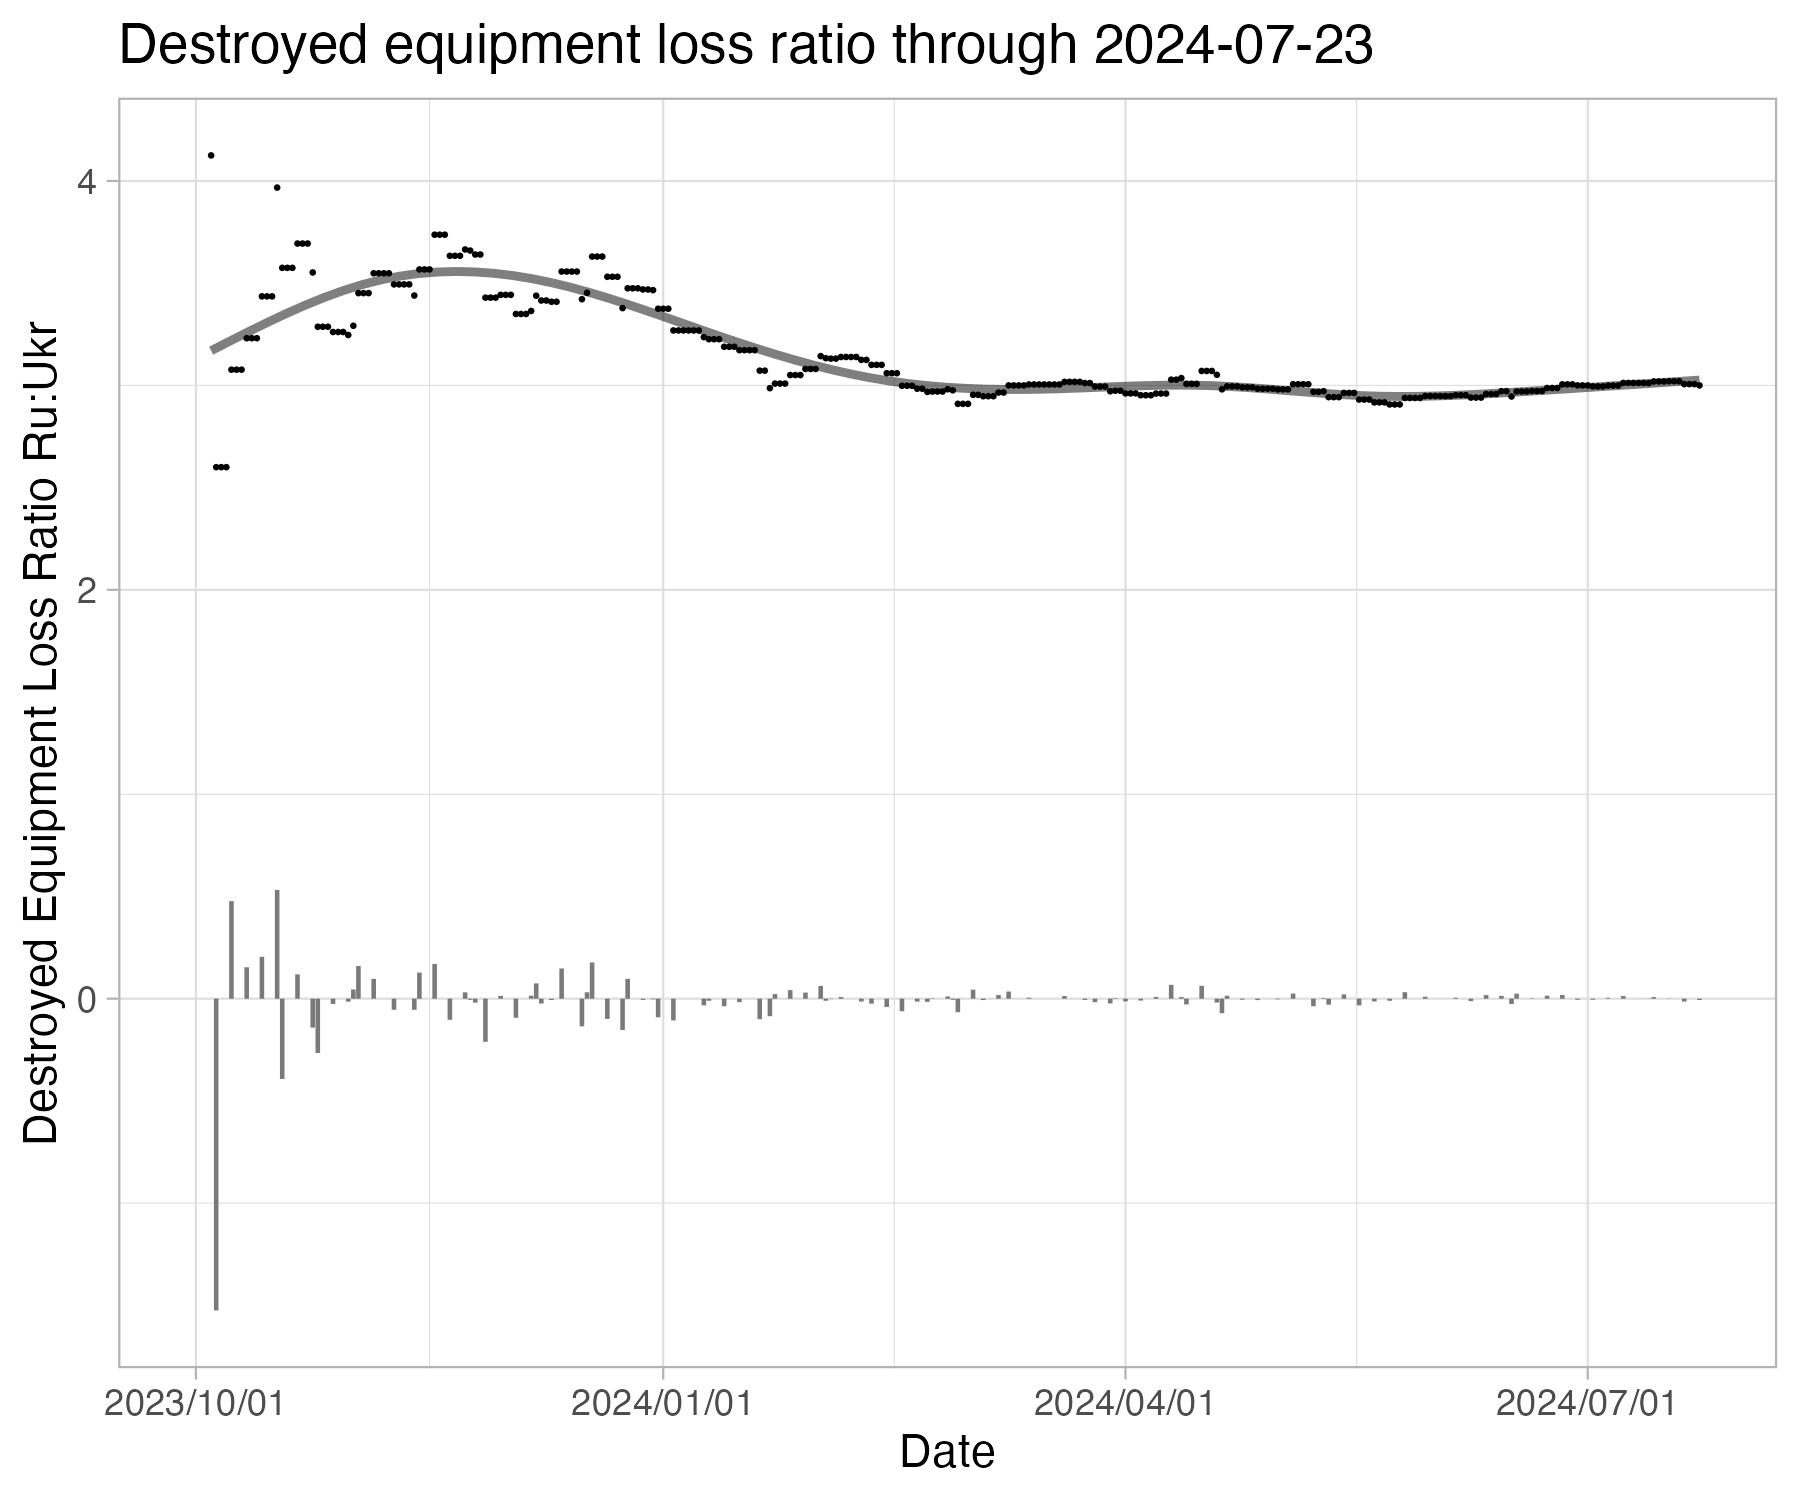 Destroyed equipment loss ratio through 2024-07-23
Destroyed Equipment Loss Ratio Ru:Ukr
4
2
0
2023/10/01
2024/01/01
2024/04/01
2024/07/01
Date